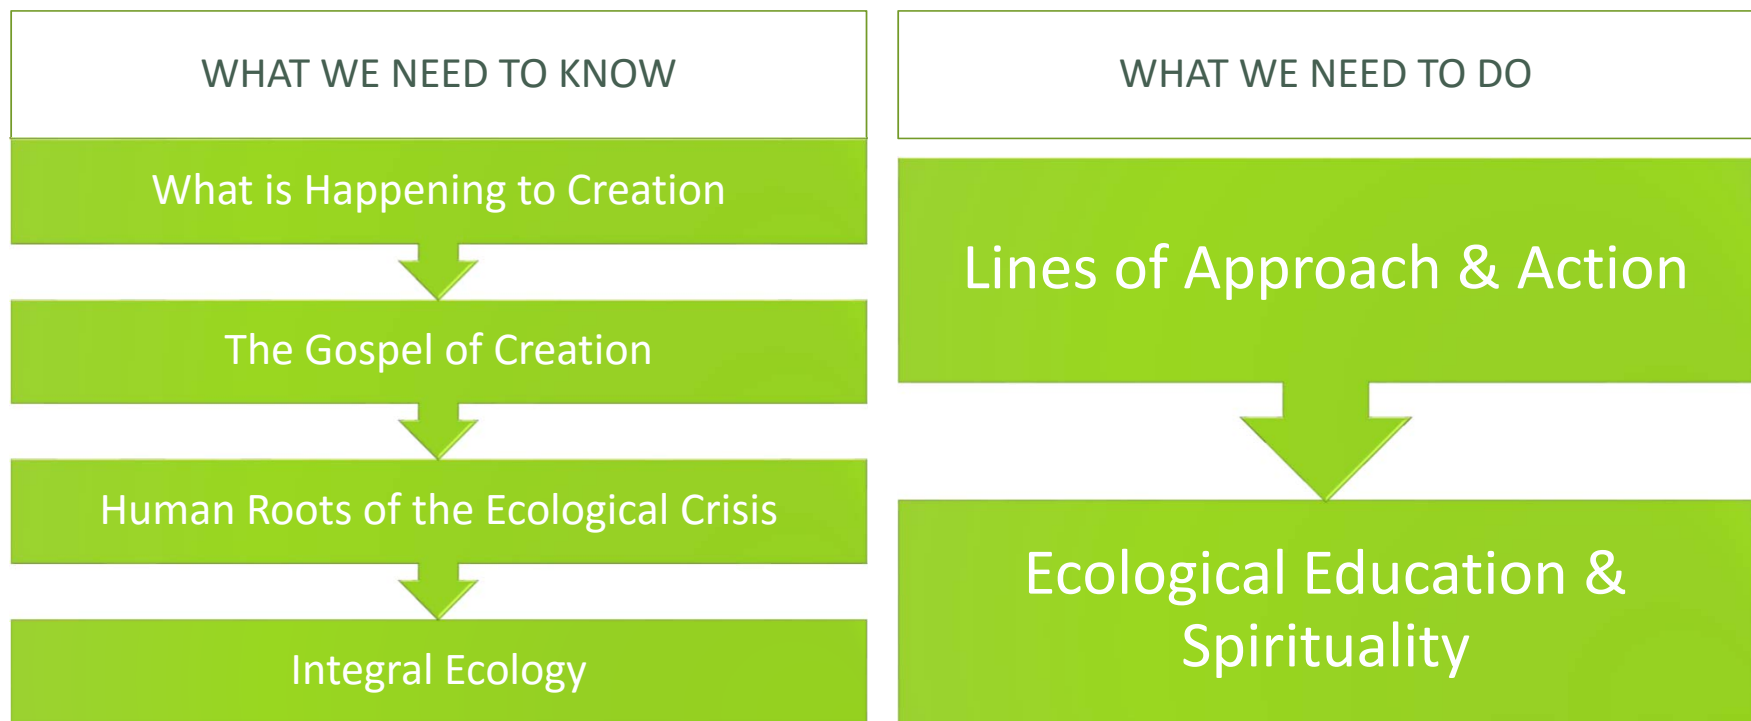 WHAT WE NEED TO KNOW
What is Happening to Creation
The Gospel of Creation
Human Roots of the Ecological Crisis
Integral Ecology
WHAT WE NEED TO DO
Lines of Approach & Action
Ecological Education &
Spirituality